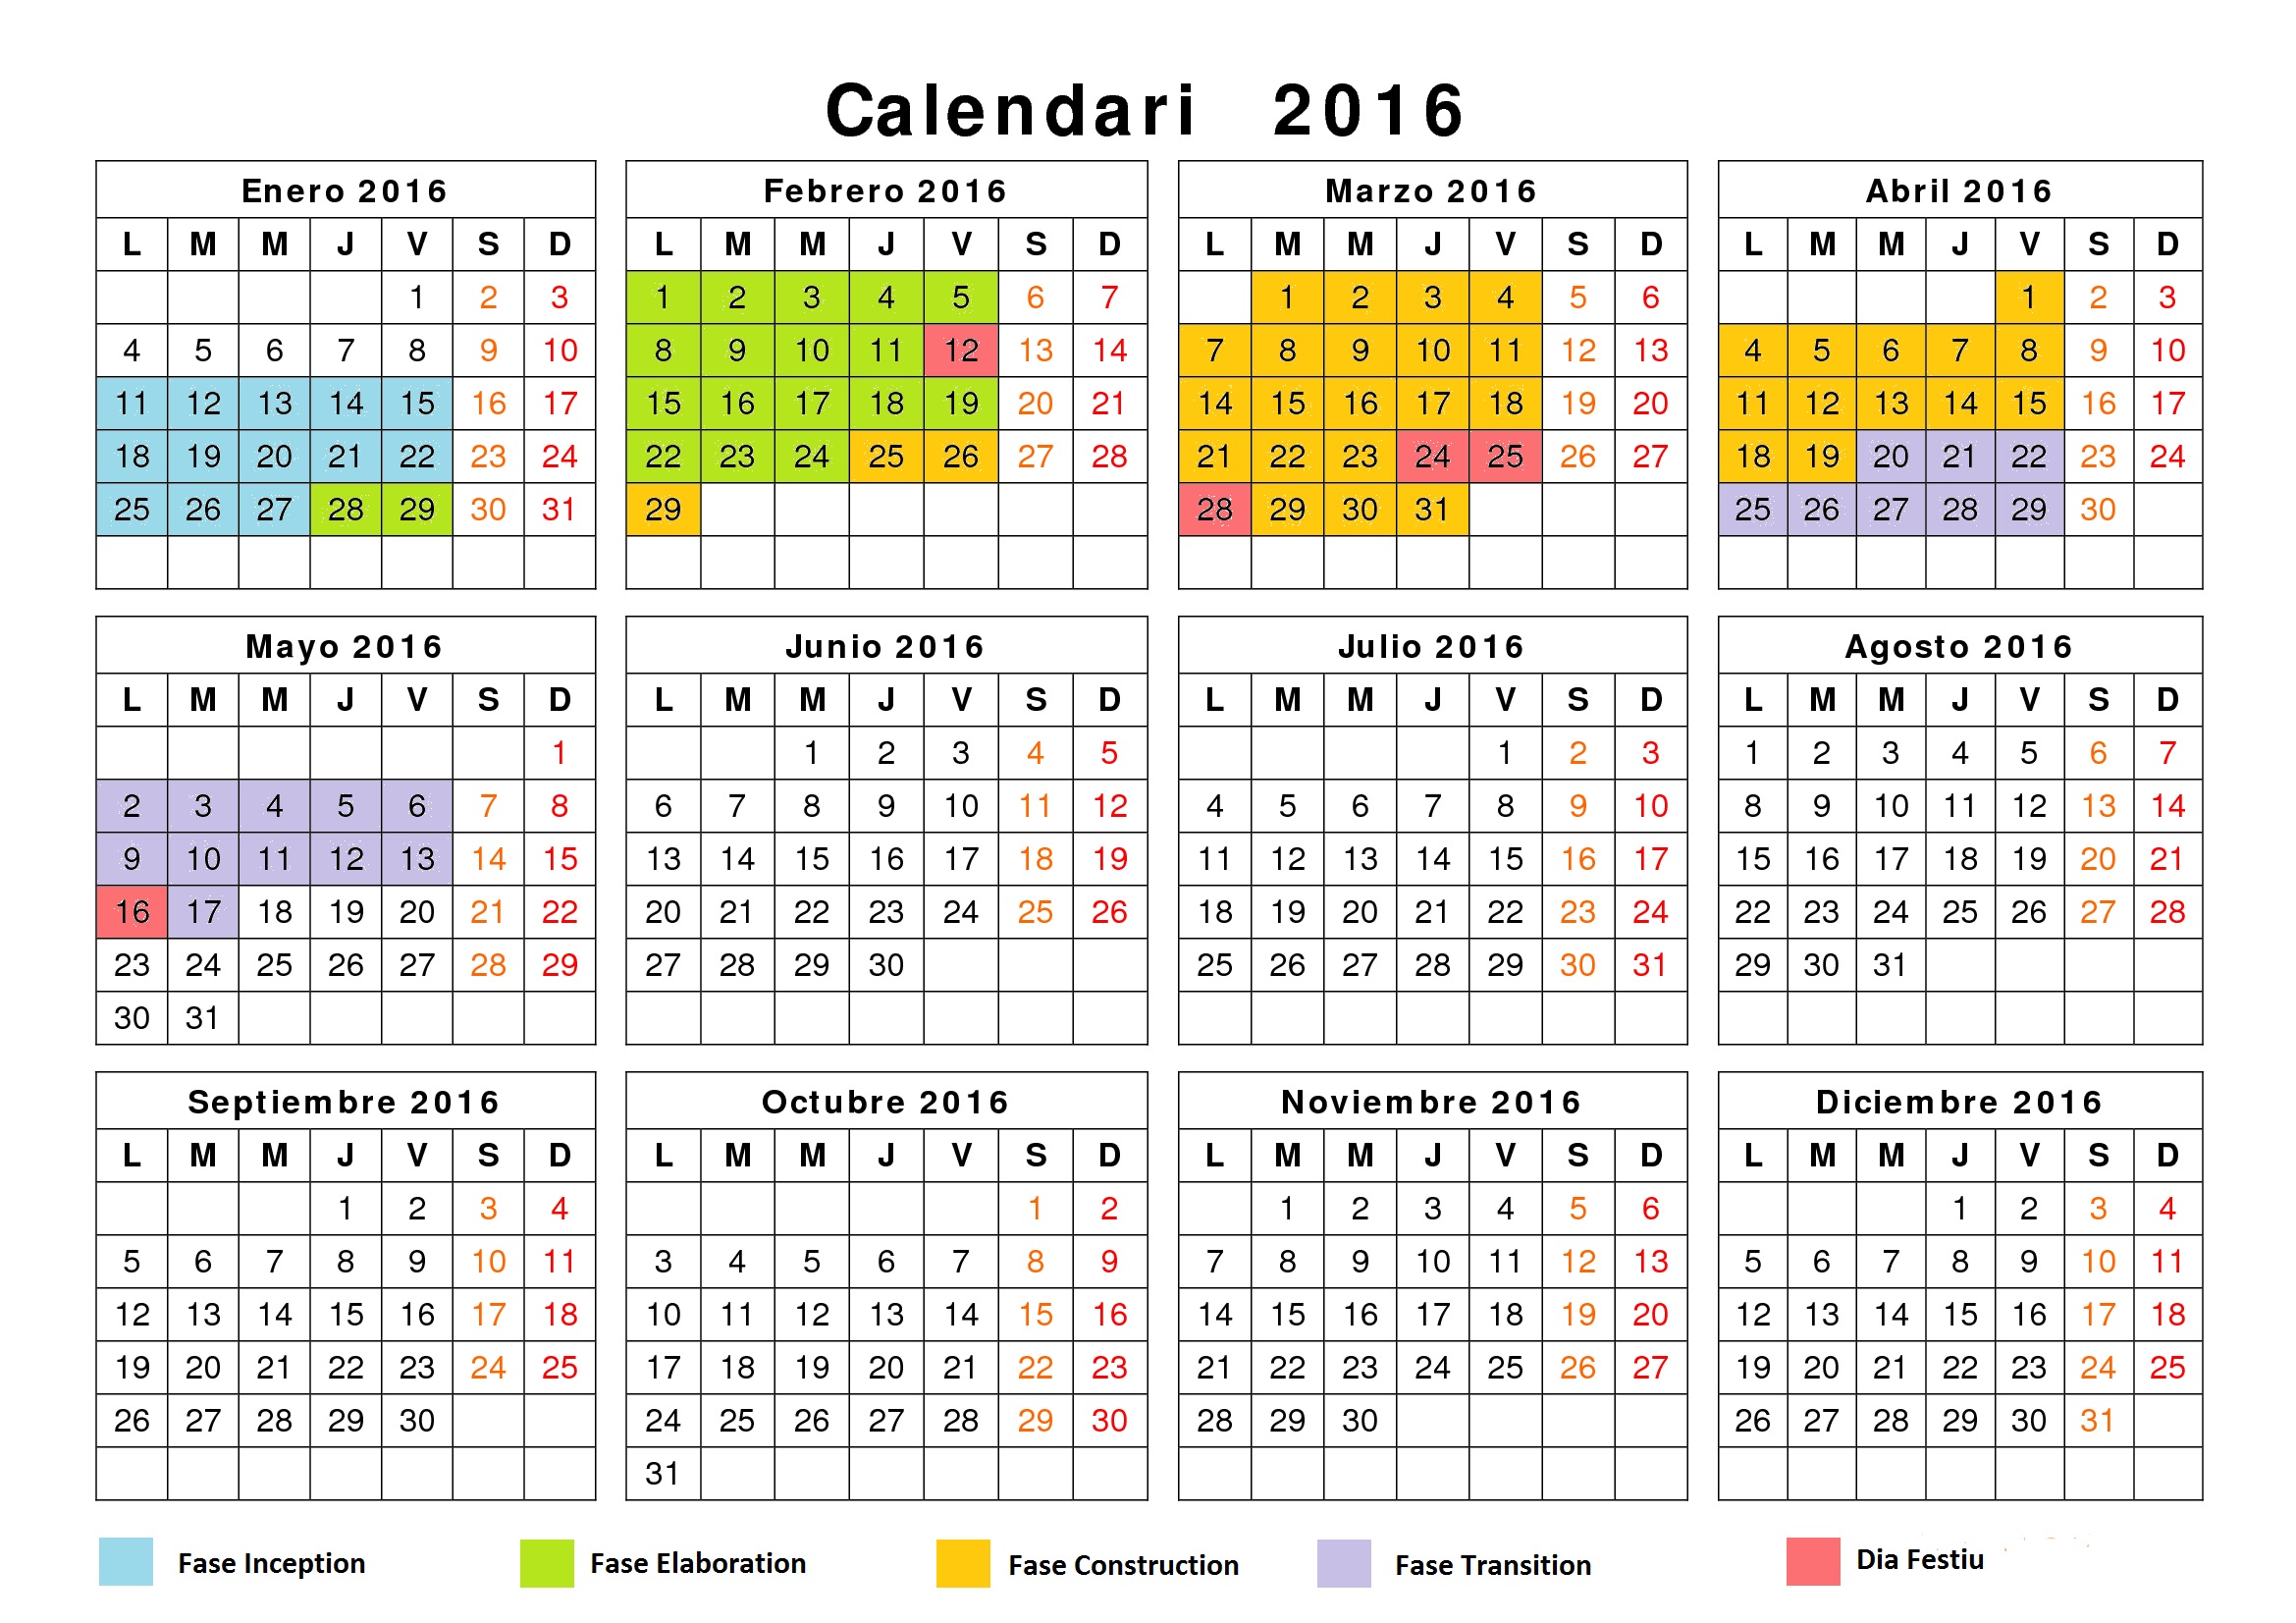 Calendari 2016
Enero 2016
L M M J V S D
1 2 3
4 5 6 7 8 9 10
11 12 13 14 15 16 17
18 19 20 21 22 23 24
25 26 27 28 29 30 31
Febrero 2016
L M M J V S D
1 2 3 4 5 6 7
8 9 10 11 12 13 14
15 16 17 18 19 20 21
22 23 24 25 26 27 28
29
Marzo 2016
L M M J V S D
1 2 3 4 5 6
7 8 9 10 11 12 13
14 15 16 17 18 19 20
21 22 23 24 25 26 27
28 29 30 31
Abril 2016
L M M J V S D
1 2 3
4 5 6 7 8 9 10
11 12 13 14 15 16 17
18 19 20 21 22 23 24
25 26 27 28 29 30
Mayo 2016
L M M J V S D
1
2 3 4 5 6 7 8
9 10 11 12 13 14 15
16 17 18 19 20 21 22
23 24 25 26 27 28 29
30 31
Junio 2016
L M M J V S D
1 2 3 4 5
6 7 8 9 10 11 12
13 14 15 16 17 18 19
20 21 22 23 24 25 26
27 28 29 30
Julio 2016
L M M J V S D
1 2 3
4 5 6 7 8 9 10
11 12 13 14 15 16 17
18 19 20 21 22 23 24
25 26 27 28 29 30 31
Agosto 2016
L M M J V S D
1 2 3 4 5 6 7
8 9 10 11 12 13 14
15 16 17 18 19 20 21
22 23 24 25 26 27 28
29 30 31
Septiembre 2016
L M M J V S D
1 2 3 4
5 6 7 8 9 10 11
12 13 14 15 16 17 18
19 20 21 22 23 24 25
26 27 28 29 30
Octubre 2016
L M M J V S D
1 2
3 4 5 6 7 8 9
10 11 12 13 14 15 16
17 18 19 20 21 22 23
24 25 26 27 28 29 30
31
Noviembre 2016
L M M J V S D
1 2 3 4 5 6
7 8 9 10 11 12 13
14 15 16 17 18 19 20
21 22 23 24 25 26 27
28 29 30
Diciembre 2016
L M M J V S D
1 2 3 4
5 6 7 8 9 10 11
12 13 14 15 16 17 18
19 20 21 22 23 24 25
26 27 28 29 30 31
Fase Inception
Fase Elaboration
Fase Construction
Fase Transition
Dia Festiu